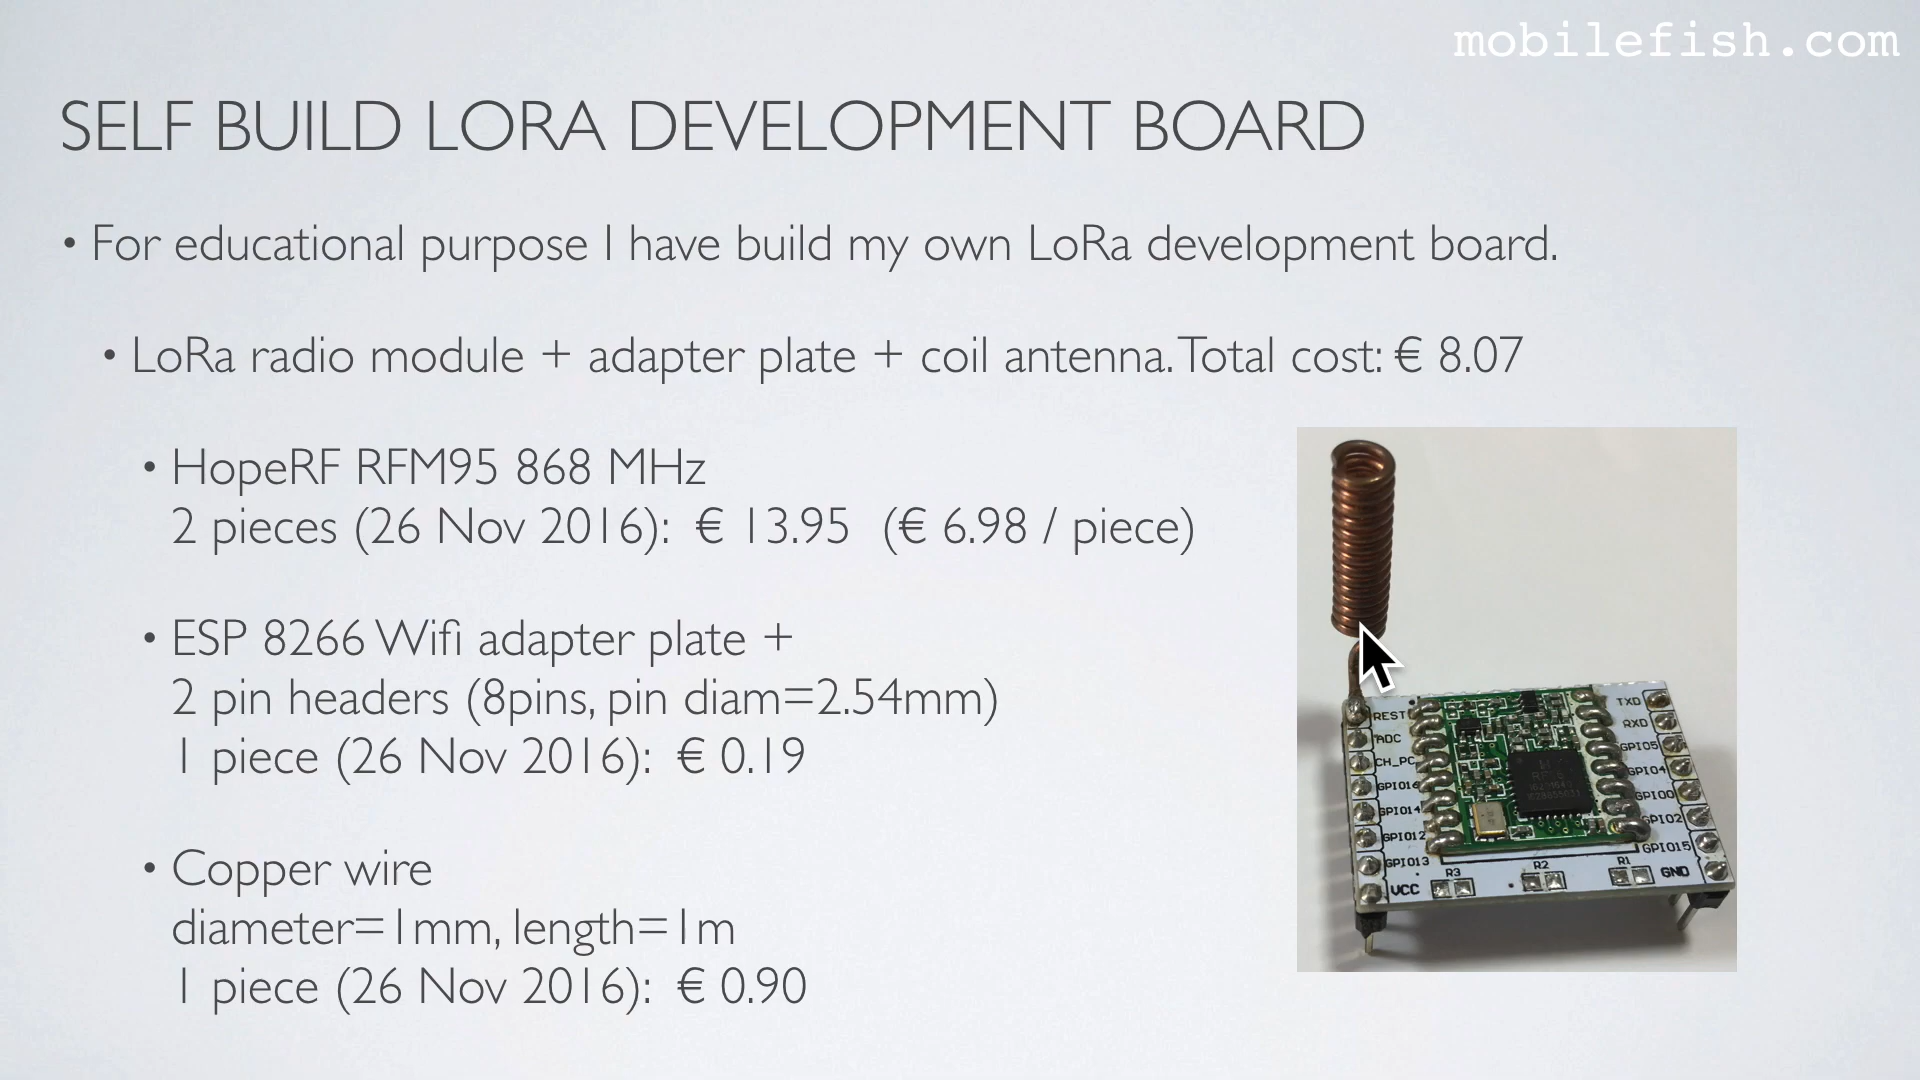 mobilefish.com
SELF BUILD LORA DEVELOPMENT BOARD
• For educational purpose I have build my own LoRa development board.
• LoRa radio module + adapter plate + coil antenna. Total cost: € 8.07
• HopeRF RFM95 868 MHz
2 pieces (26 Nov 2016): € 13.95 (€ 6.98 / piece)
• ESP 8266 Wifi adapter plate +
2 pin headers (8pins, pin diam=2.54mm)
1 piece (26 Nov 2016): € 0.19
• Copper wire
diameter=1mm, length=1m
1 piece (26 Nov 2016): € 0.90
REST
ADC
CH_PC
GPIO16
GPIO14
GPIO12
GPIO13
VCC
TXD
RXD
GPIO5
GPIO4
GPIO0
GPIO2
GPIO15
GND
R3
R2
R1